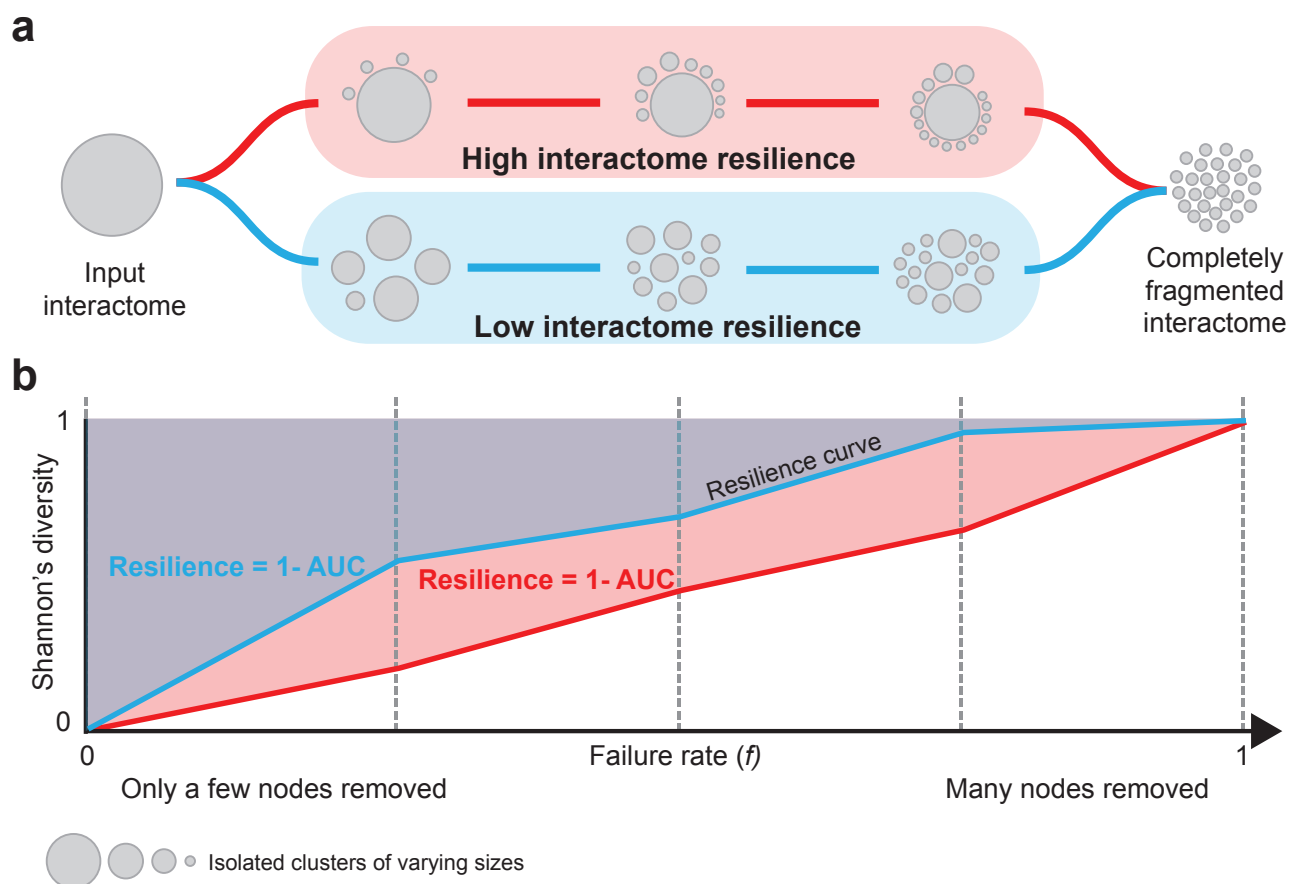 a
High interactome resilience
Input
interactome
Low interactome resilience
Completely
fragmented
interactome
b
1
Shannon's diversity
Resilience curve
Resilience = 1- AUC
Resilience = 1- AUC
0
0
Failure rate (f)
1
Only a few nodes removed
Many nodes removed
Isolated clusters of varying sizes